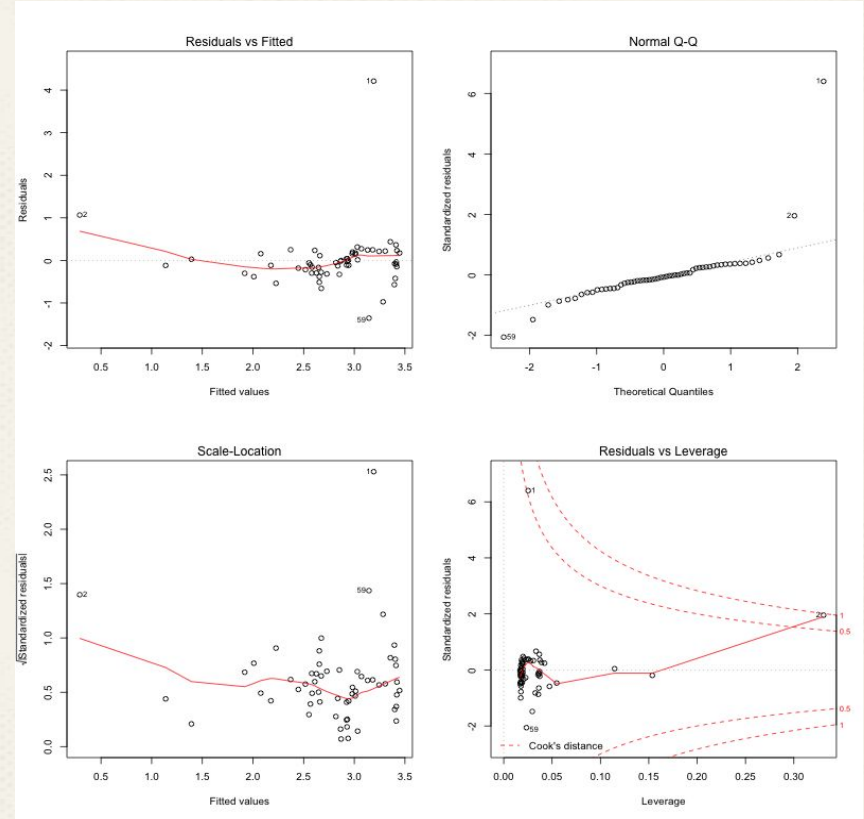 Residuals vs Fitted
Residuals
4
3
2
1
0
-1
-2
1
2
59
0.5 1.0 1.5 2.0 2.5 3.0 3.5
Fitted values
Normal Q-Q
Standardized residuals
6
4
2
0
-2
1
2
59
-2 -1 0 1 2
Theoretical Quantiles
Scale-Location
√|Standardized residuals|
2.5
2.0
1.5
1.0
0.5
0.0
1
59
2
0.5 1.0 1.5 2.0 2.5 3.0 3.5
Fitted values
Residuals vs Leverage
Standardized residuals
6
4
2
0
-2
1
2
59
1
0.5
0.5
1
Cook's distance
0.00 0.05 0.10 0.15 0.20 0.25 0.30
Leverage